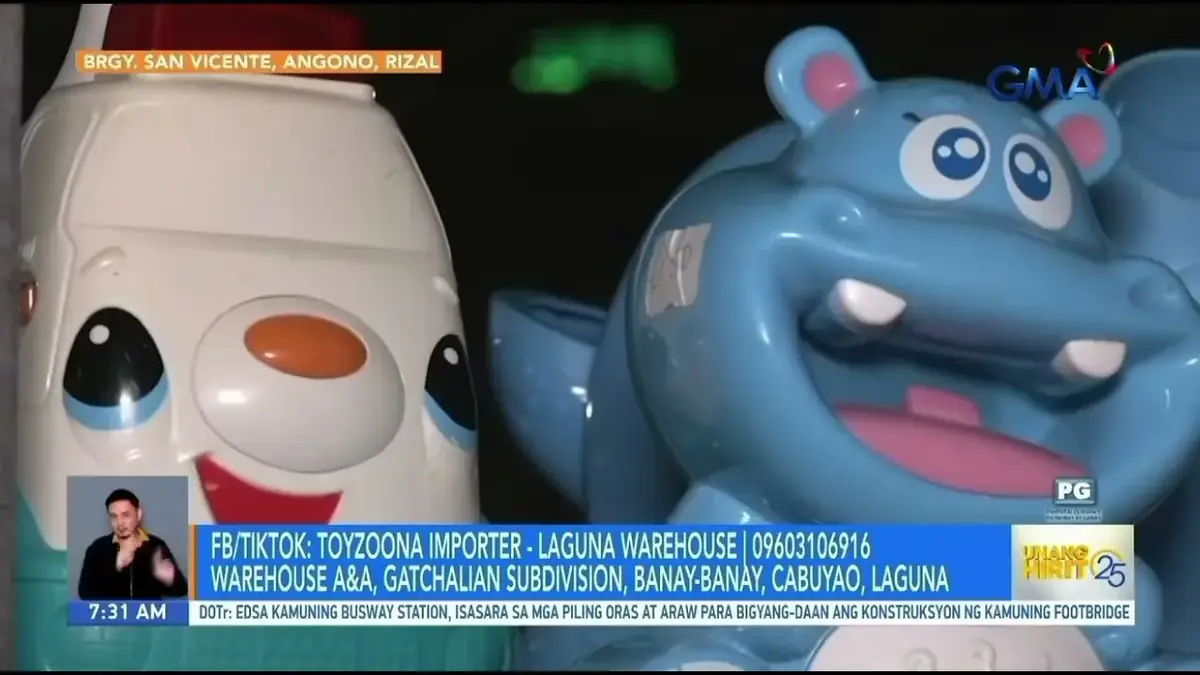 BRGY. SAN VICENTE, ANGONO, RIZAL
GMA
PG
FB/TIKTOK: TOYZOONA IMPORTER - LAGUNA WAREHOUSE | 09603106916
WAREHOUSE A&A, GATCHALIAN SUBDIVISION, BANAY-BANAY, CABUYAO, LAGUNA
UNANG
HIRIT 25
7:31 AM
DOTr: EDSA KAMUNING BUSWAY STATION, ISASARA SA MGA PILING ORAS AT ARAW PARA BIGYANG-DAAN ANG KONSTRUKSYON NG KAMUNING FOOTBRIDGE